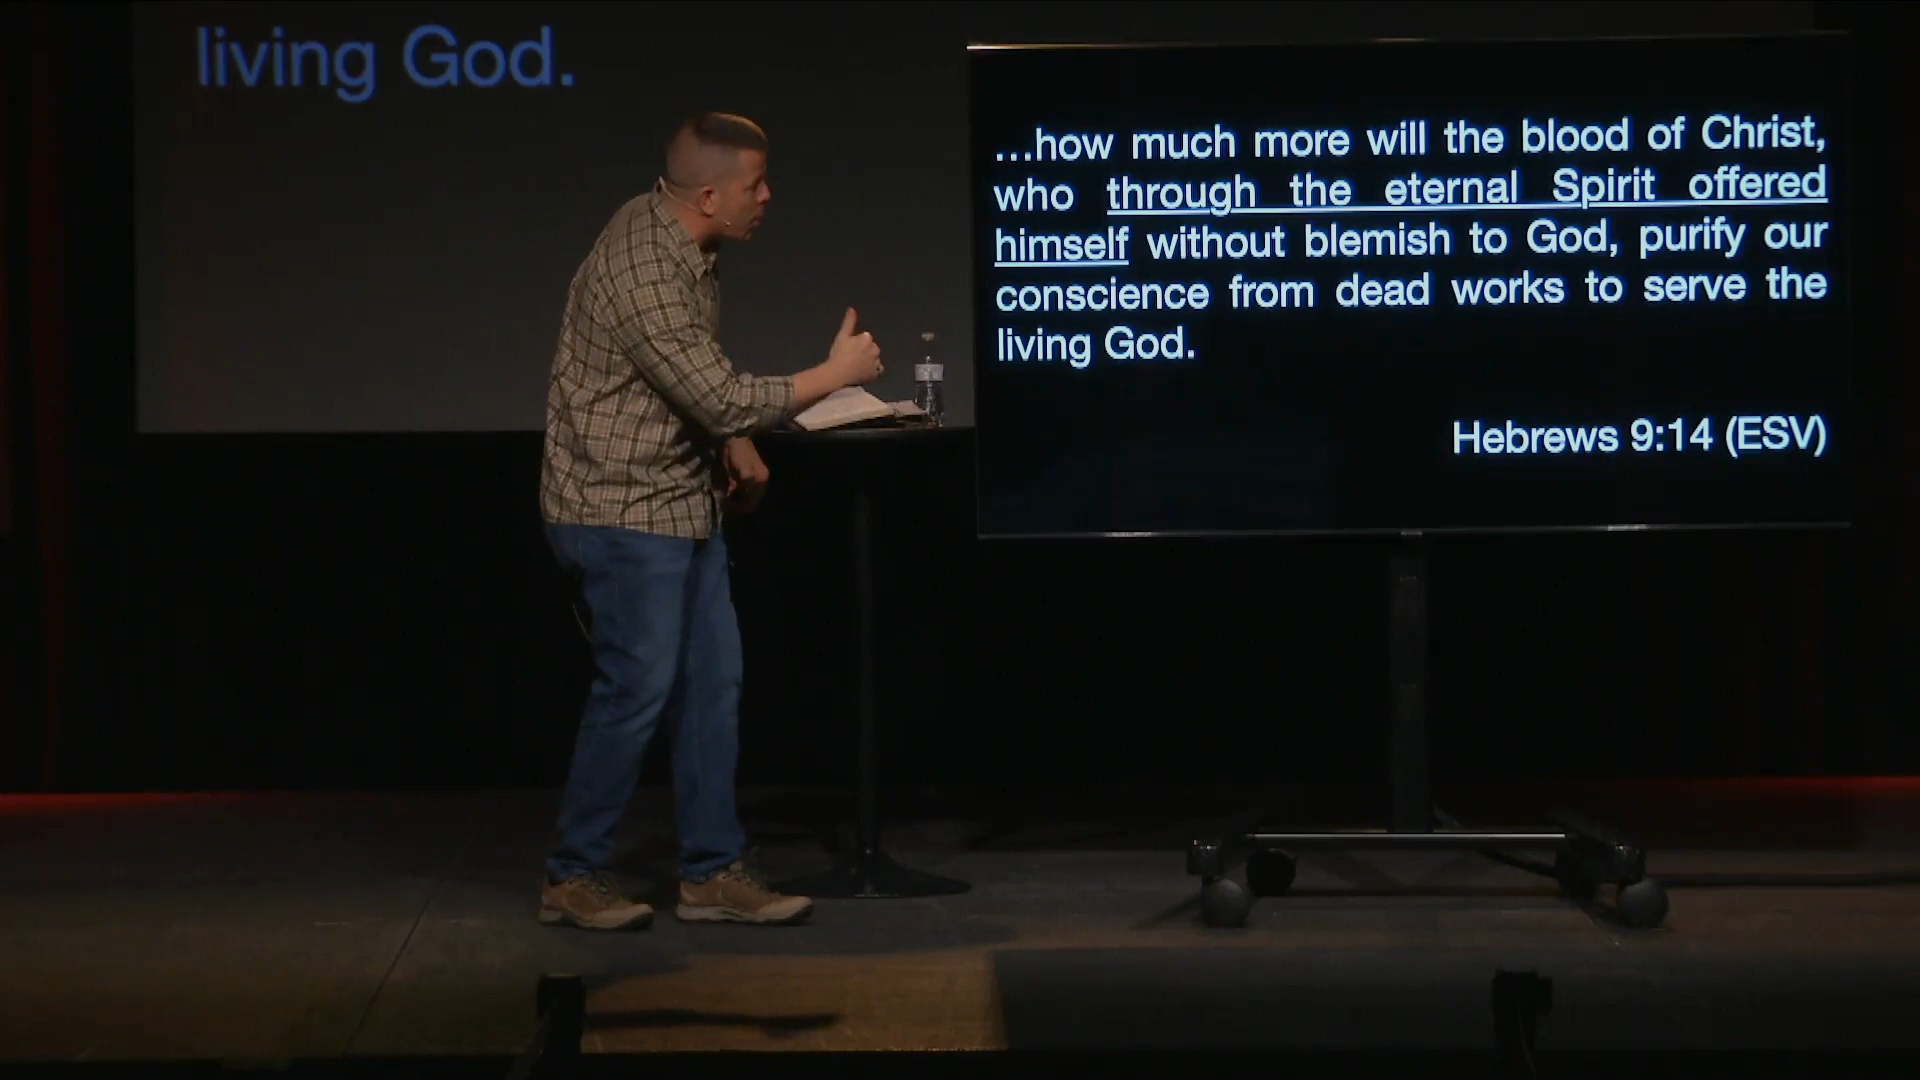 living God.
...how much more will the blood of Christ,
who through the eternal Spirit offered
himself without blemish to God, purify our
conscience from dead works to serve the
living God.
Hebrews 9:14 (ESV)